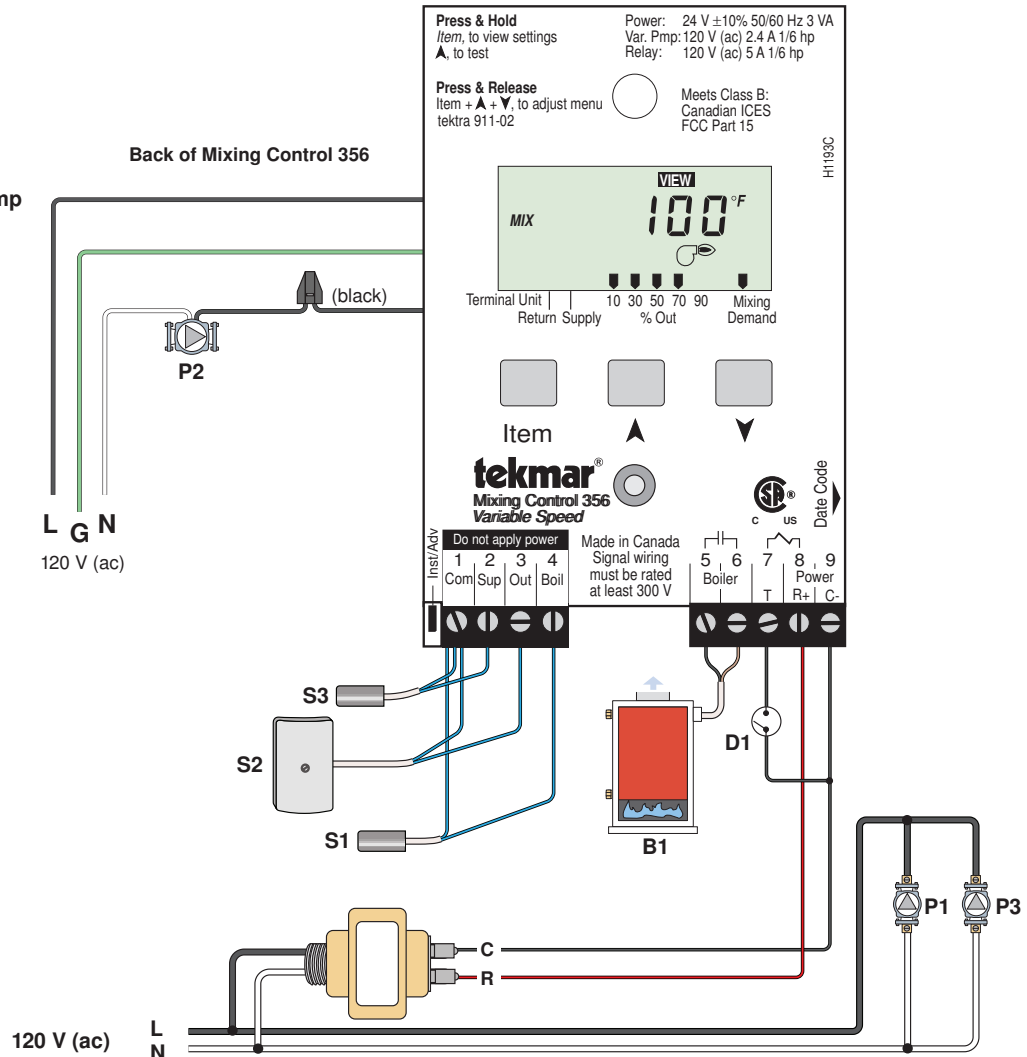 Press & Hold
Item, to view settings
▲, to test
Power: 24 V ±10% 50/60 Hz 3 VA
Var. Pmp: 120 V (ac) 2.4 A 1/6 hp
Relay: 120 V (ac) 5 A 1/6 hp
Press & Release
Item + ▲ + ▼, to adjust menu
tektra 911-02
Meets Class B:
Canadian ICES
FCC Part 15
H1193C
Back of Mixing Control 356
mp
VIEW
MIX
100 °F
(black)
P2
Terminal Unit
Return Supply
10 30 50 70 90
% Out
Mixing
Demand
Item ▲ ▼
tekmar®
Mixing Control 356
Variable Speed
C US
SA ®
Date Code
L G N
120 V (ac)
Inst/Adv
Do not apply power
1 2 3 4
Com Sup Out Boil
Made in Canada
Signal wiring
must be rated
at least 300 V
5 6 7 8 9
Boiler T Power
R+ C-
S3
S2
S1
D1
B1
P1 P3
C
R
120 V (ac)
L
N